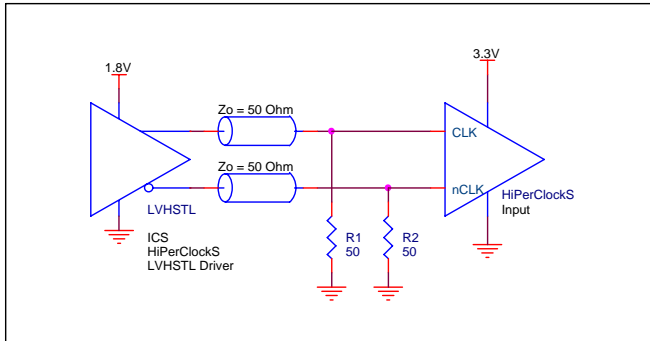 1.8V
3.3V
Zo = 50 Ohm
CLK
Zo = 50 Ohm
nCLK
HiPerClockS
Input
LVHSTL
ICS
HiPerClockS
LVHSTL Driver
R1
50
R2
50